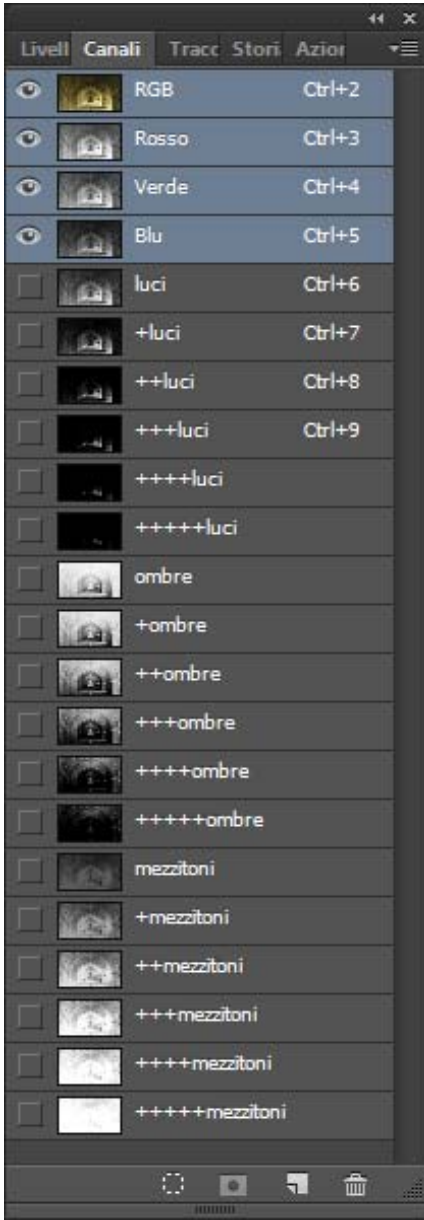 Livell Canali Tracc Stori Azior
RGB Ctrl+2
Rosso Ctrl+3
Verde Ctrl+4
Blu Ctrl+5
luci Ctrl+6
+luci Ctrl+7
++luci Ctrl+8
+++luci Ctrl+9
++++luci
+++++luci
ombre
+ombre
++ombre
+++ombre
++++ombre
+++++ombre
mezzitoni
+mezzitoni
++mezzitoni
+++mezzitoni
++++mezzitoni
+++++mezzitoni